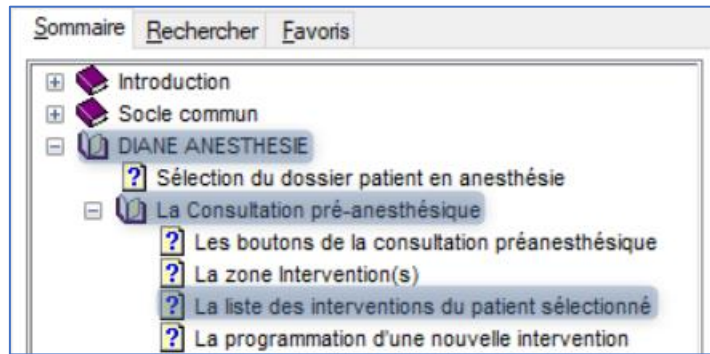 Sommaire Rechercher Favoris
Introduction
Socle commun
DIANE ANESTHESIE
Sélection du dossier patient en anesthésie
La Consultation pré-anesthésique
Les boutons de la consultation préanesthésique
La zone Intervention(s)
La liste des interventions du patient sélectionné
La programmation d'une nouvelle intervention